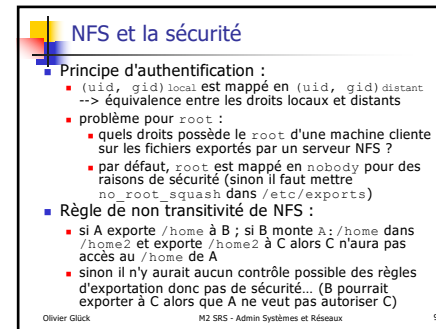 NFS et la sécurité
Principe d'authentification :
(uid, gid)local est mappé en (uid, gid)distant
--> équivalence entre les droits locaux et distants
problème pour root :
quels droits possède le root d'une machine cliente
sur les fichiers exportés par un serveur NFS ?
par défaut, root est mappé en nobody pour des
raisons de sécurité (sinon il faut mettre
no_root_squash dans /etc/exports)
Règle de non transitivité de NFS :
si A exporte /home à B ; si B monte A:/home dans
/home2 et exporte /home2 à C alors C n'aura pas
accès au /home de A
sinon il n'y aurait aucun contrôle possible des règles
d'exportation donc pas de sécurité... (B pourrait
exporter à C alors que A ne veut pas autoriser C)
Olivier Glück M2 SRS - Admin Systèmes et Réseaux 9